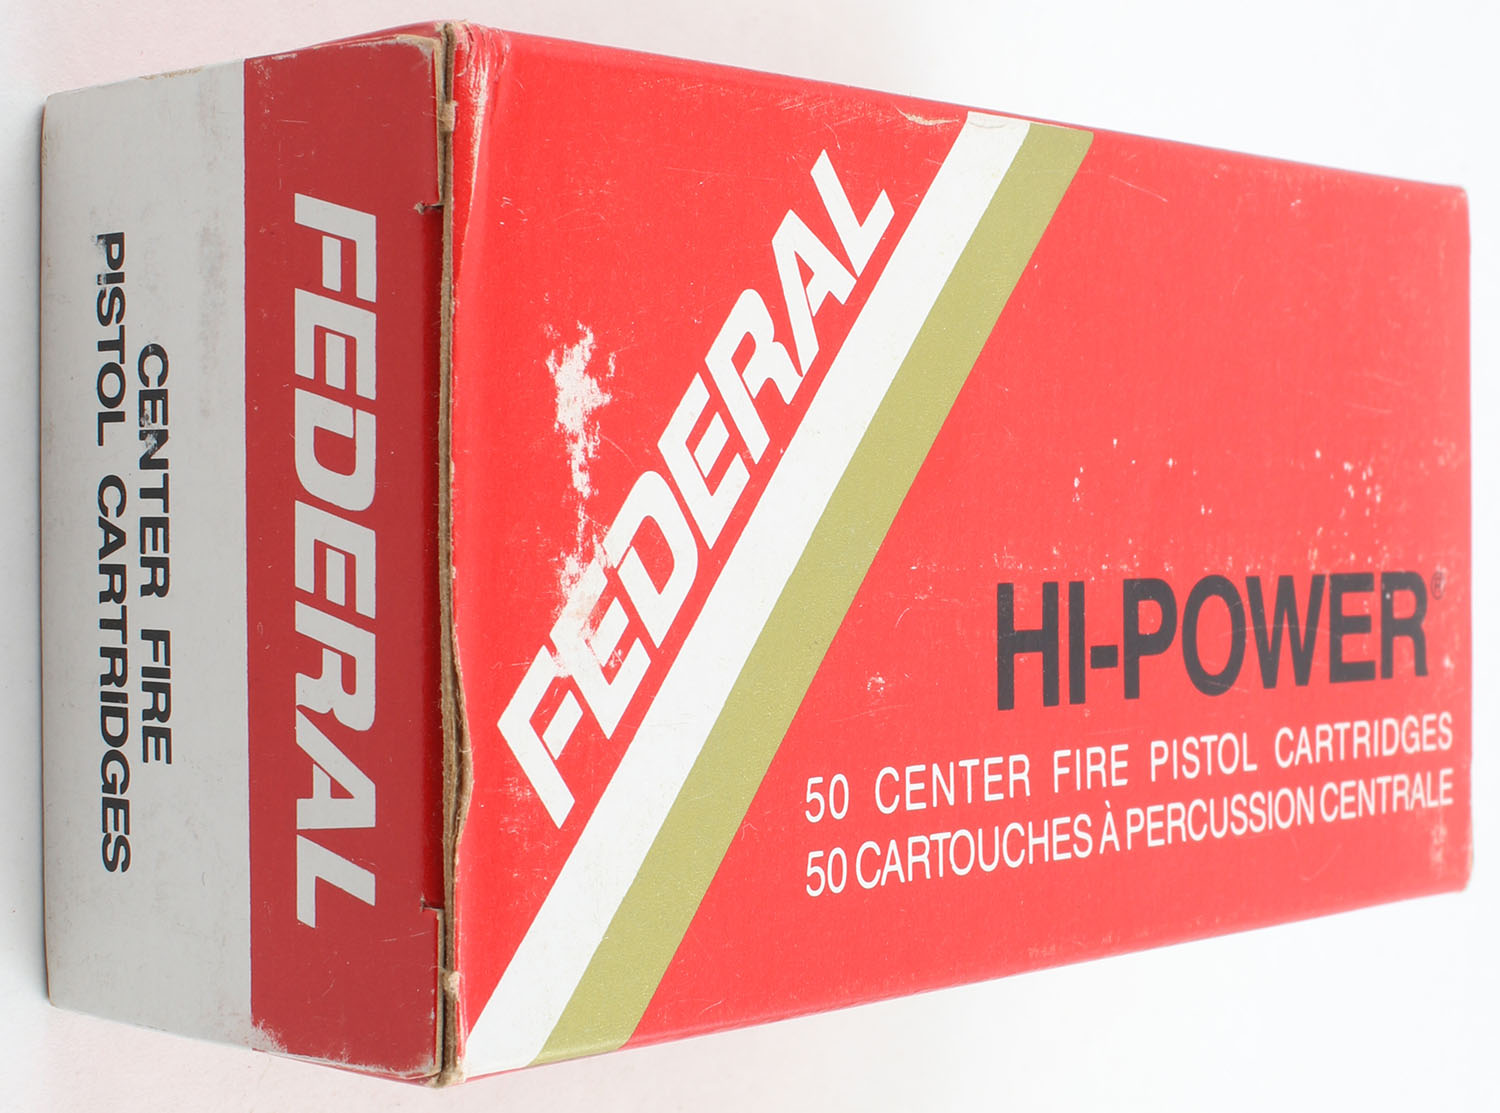 FEDERAL
CENTER FIRE
PISTOL CARTRIDGES
FEDERAL
HI-POWER®
50 CENTER FIRE PISTOL CARTRIDGES
50 CARTOUCHES À PERCUSSION CENTRALE